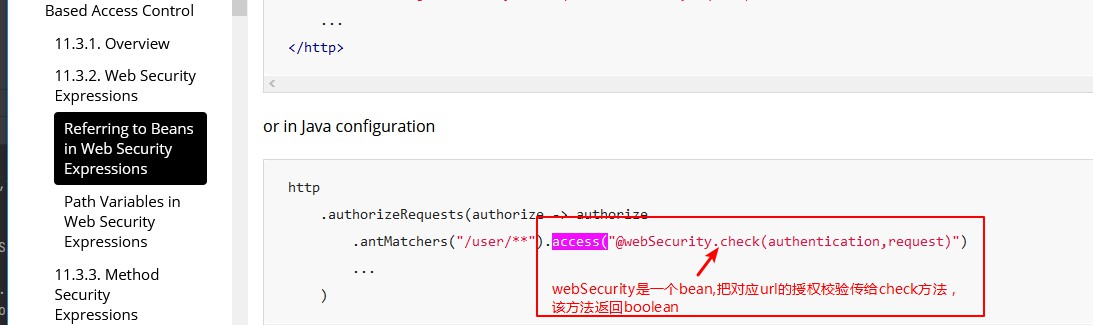 Based Access Control
11.3.1. Overview
11.3.2. Web Security
Expressions
Referring to Beans
in Web Security
Expressions
Path Variables in
Web Security
Expressions
11.3.3. Method
Security
Expressions
...
</http>
or in Java configuration
http
.authorizeRequests(authorize -> authorize
.antMatchers("/user/**").access("@webSecurity.check(authentication,request)")
...
)
webSecurity是一个bean,把对应url的授权校验传给check方法，
该方法返回boolean